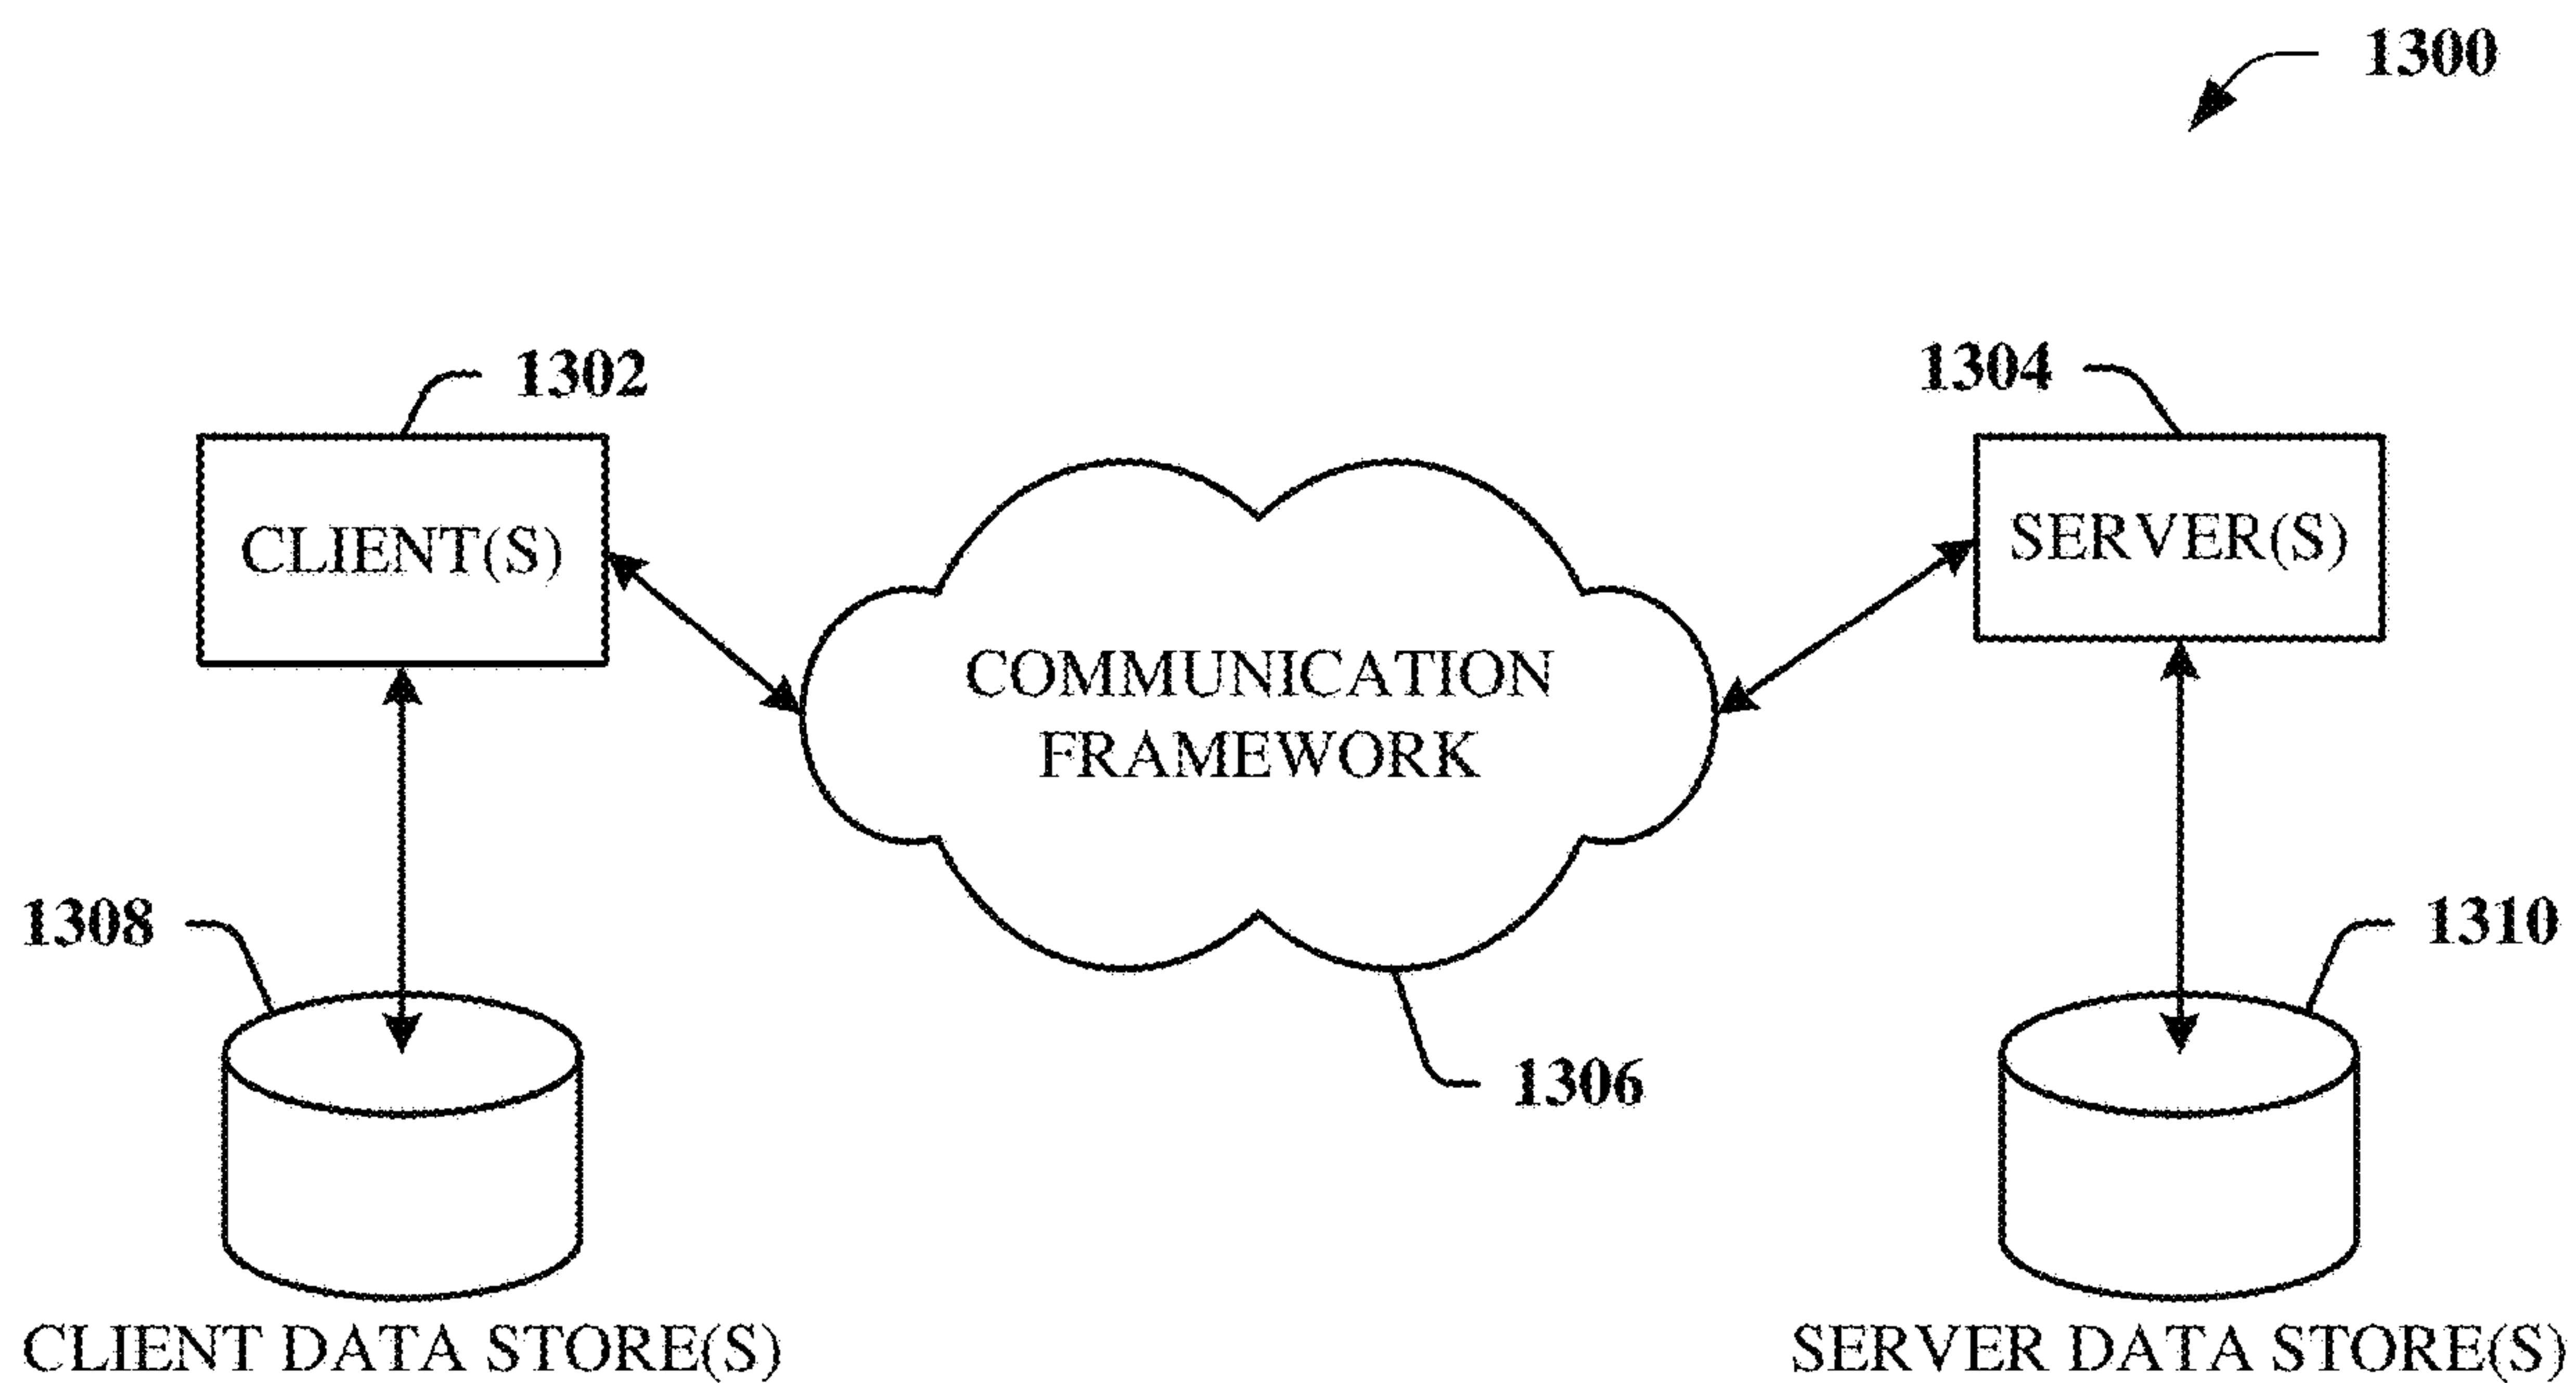 1300
1302
1304
CLIENT(S)
SERVER(S)
COMMUNICATION
FRAMEWORK
1308
1310
1306
CLIENT DATA STORE(S)
SERVER DATA STORE(S)